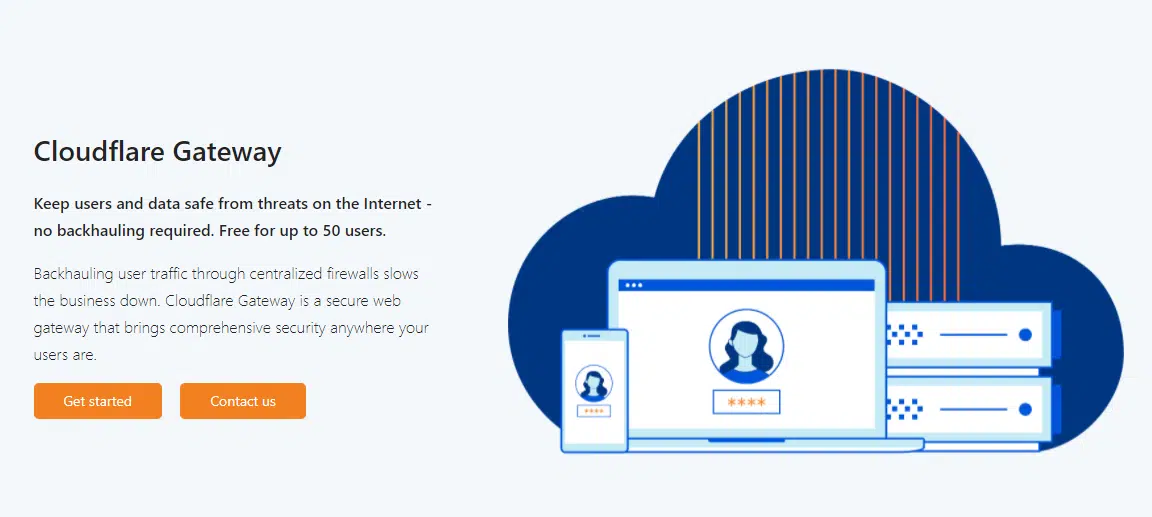 Cloudflare Gateway
Keep users and data safe from threats on the Internet -
no backhauling required. Free for up to 50 users.
Backhauling user traffic through centralized firewalls slows
the business down. Cloudflare Gateway is a secure web
gateway that brings comprehensive security anywhere your
users are.
Get started
Contact us
****
****